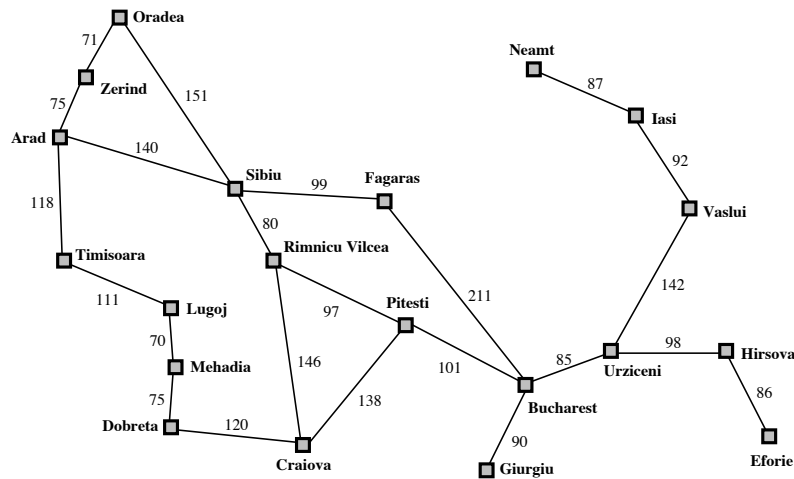 Oradea
71
Neamt
Zerind
87
151
75
Iasi
Arad
140
92
Sibiu
Fagaras
99
118
Vaslui
80
Timisoara
Rimnicu Vilcea
142
111
211
Lugoj
97
Pitesti
70
98
Hirsova
146
85
Mehadia
101
Urziceni
86
75
138
Bucharest
120
Dobreta
90
Craiova
Eforie
Giurgiu